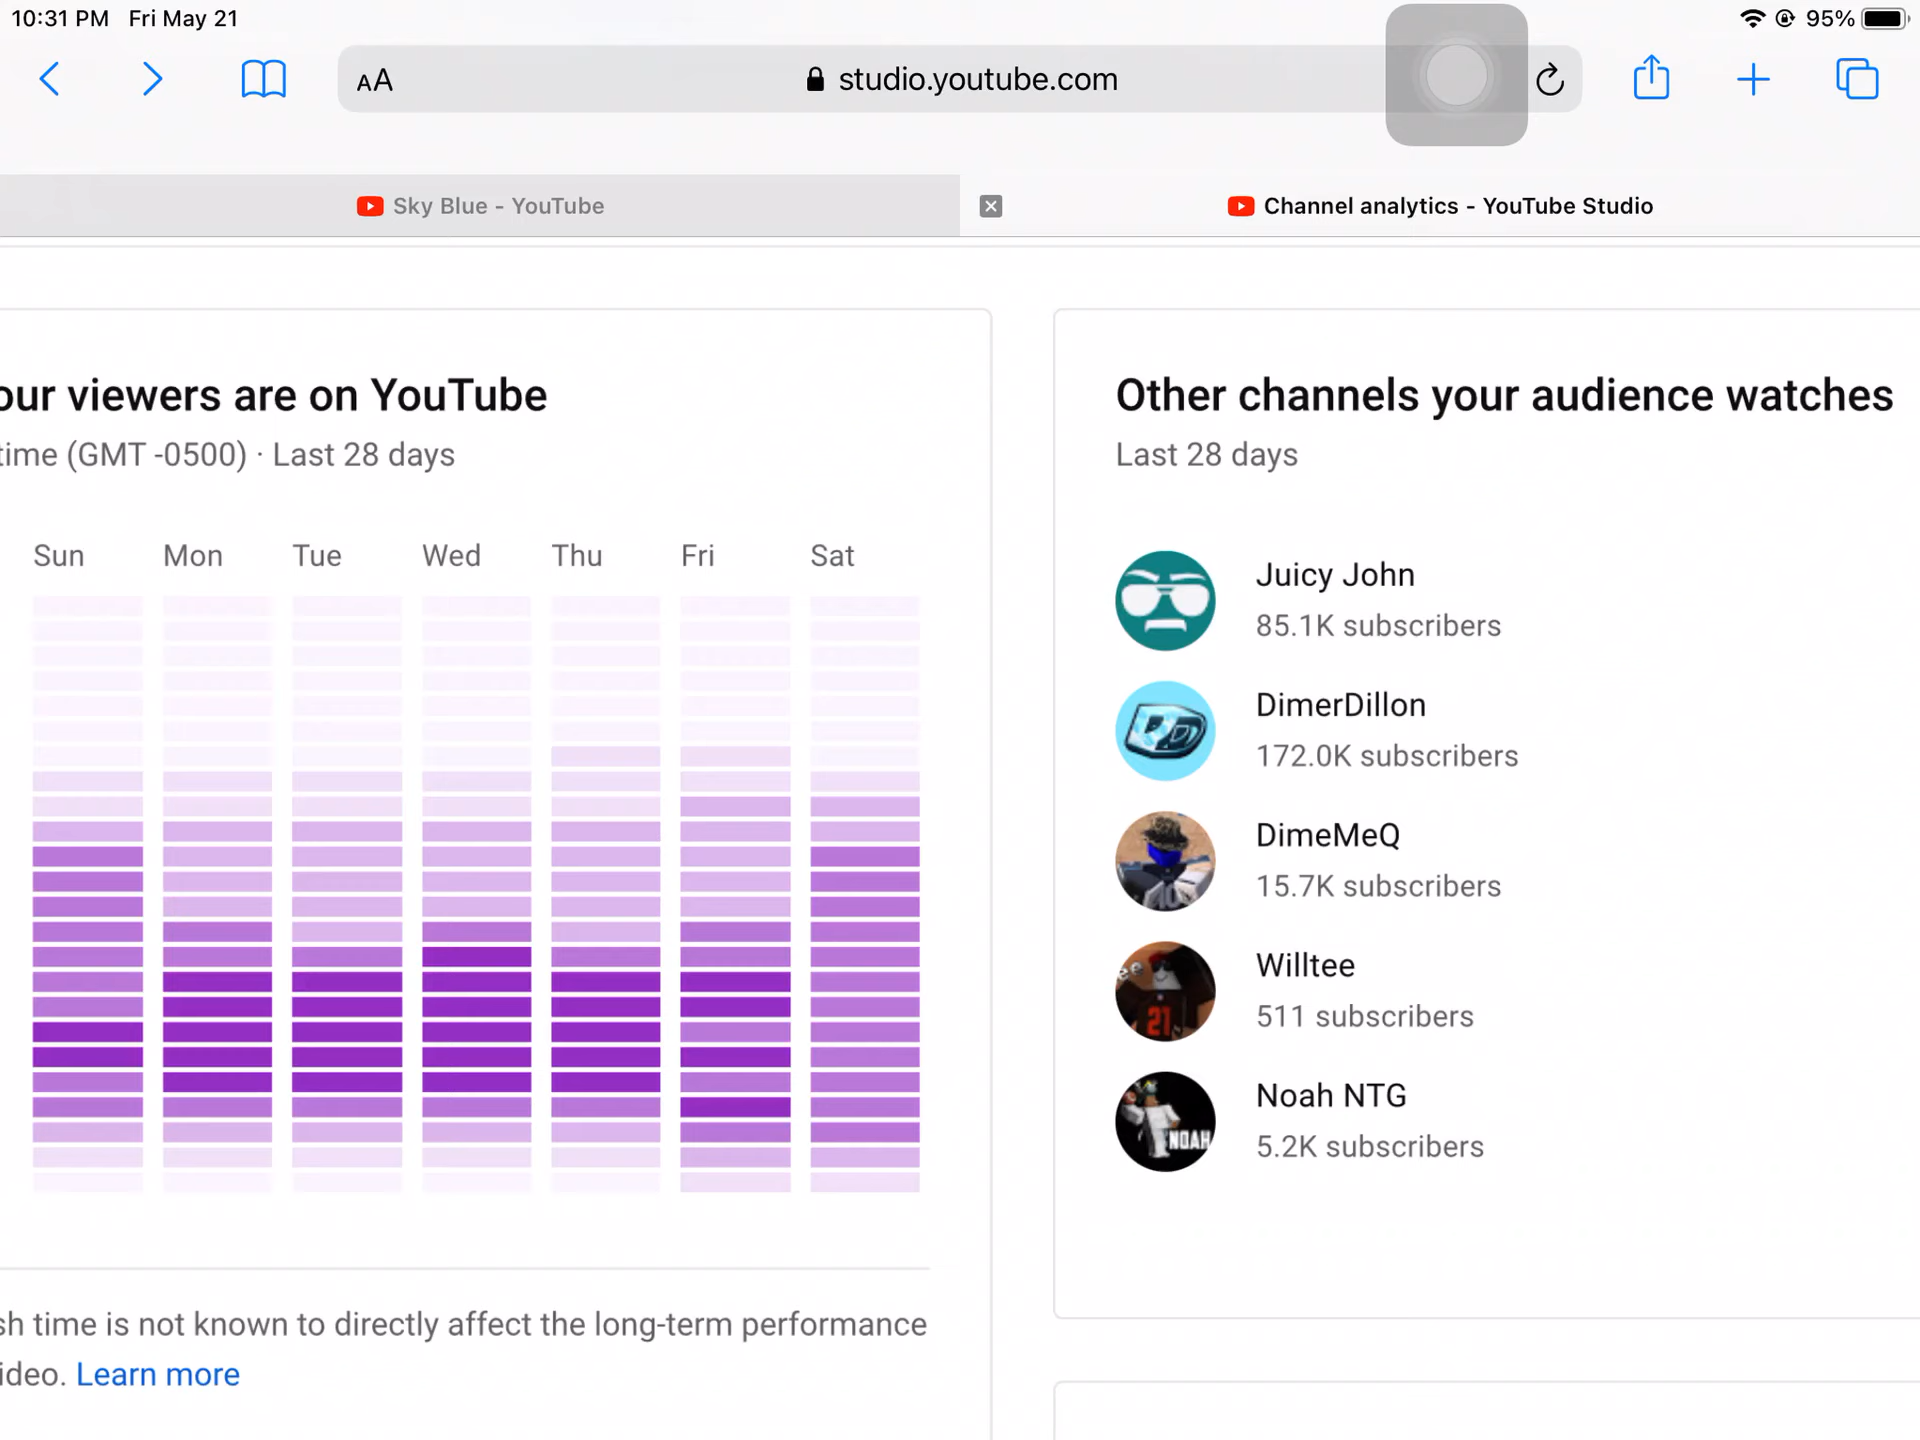 10:31 PM Fri May 21
95%
AA
studio.youtube.com
Sky Blue - YouTube
Channel analytics - YouTube Studio
our viewers are on YouTube
time (GMT -0500) · Last 28 days
Sun Mon Tue Wed Thu Fri Sat
sh time is not known to directly affect the long-term performance
ideo. Learn more
Other channels your audience watches
Last 28 days
Juicy John
85.1K subscribers
DimerDillon
172.0K subscribers
DimeMeQ
15.7K subscribers
ee
21
Willtee
511 subscribers
NOAH
Noah NTG
5.2K subscribers